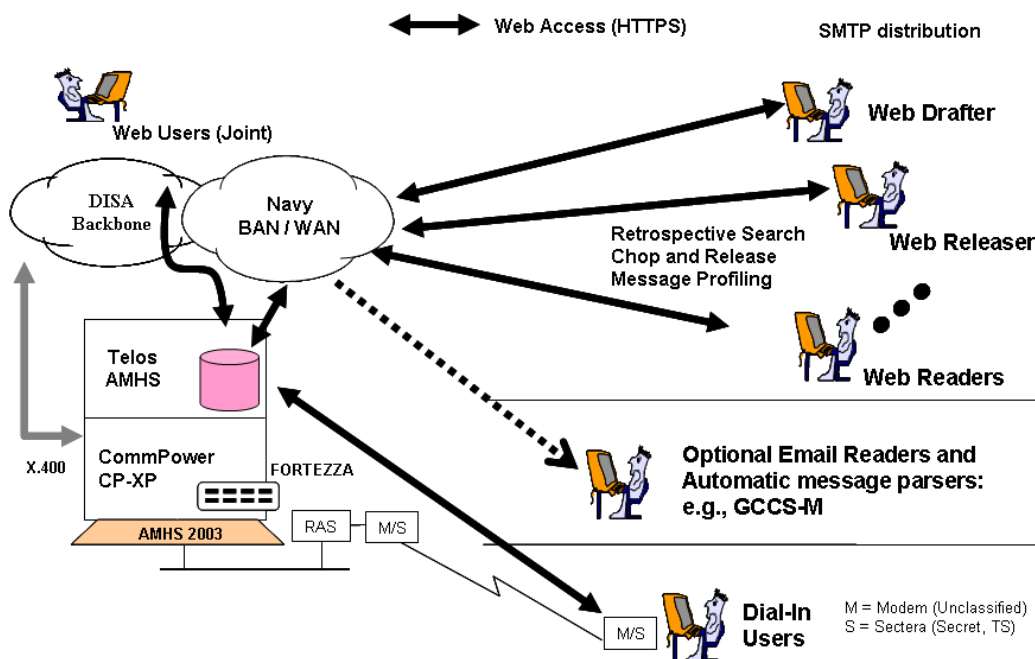 Web Access (HTTPS)
SMTP distribution
Web Users (Joint)
Web Drafter
DISA
Backbone
Navy
BAN / WAN
Retrospective Search
Chop and Release
Message Profiling
Web Releaser
Telos
AMHS
Web Readers
X.400
CommPower
CP-XP
FORTEZZA
AMHS 2003
Optional Email Readers and
Automatic message parsers:
e.g., GCCS-M
RAS
M/S
M/S
Dial-In
Users
M = Modem (Unclassified)
S = Sectera (Secret, TS)